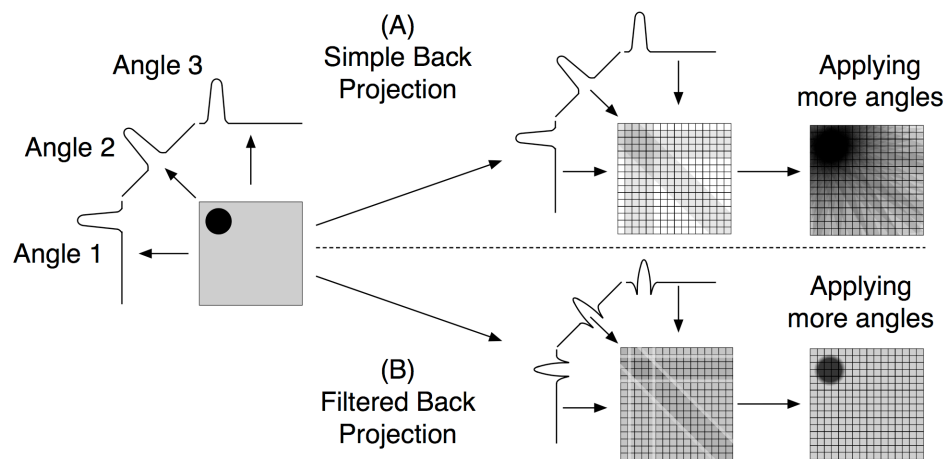 Angle 3
Angle 2
Angle 1
(A)
Simple Back
Projection
Applying
more angles
(B)
Filtered Back
Projection
Applying
more angles